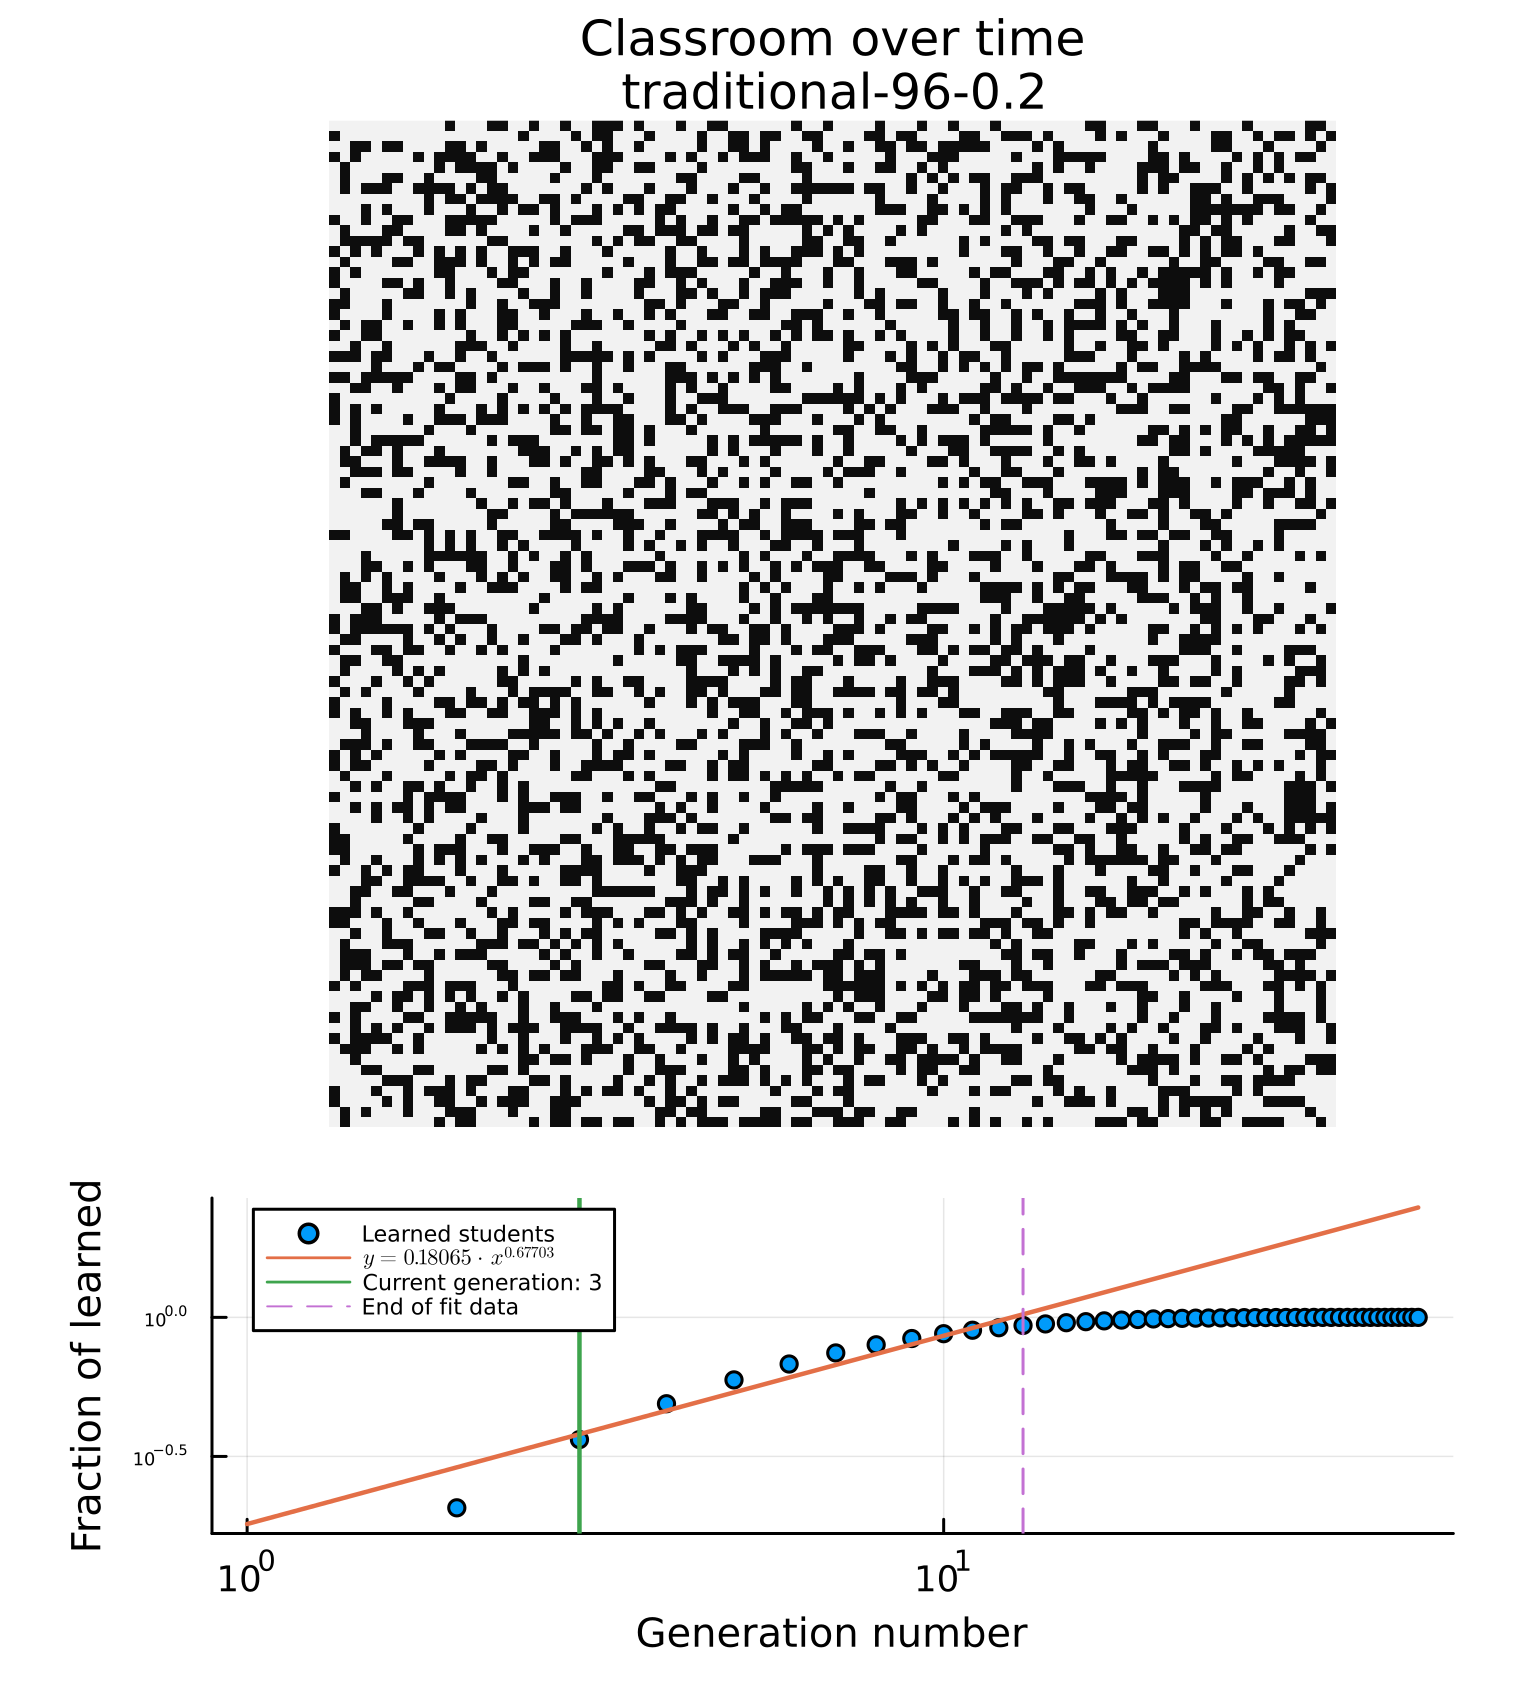 Classroom over time
traditional-96-0.2
Fraction of learned
Learned students
y = 0.18065 · x^0.67703
Current generation: 3
End of fit data
10^0.0
10^−0.5
10^0
10^1
Generation number